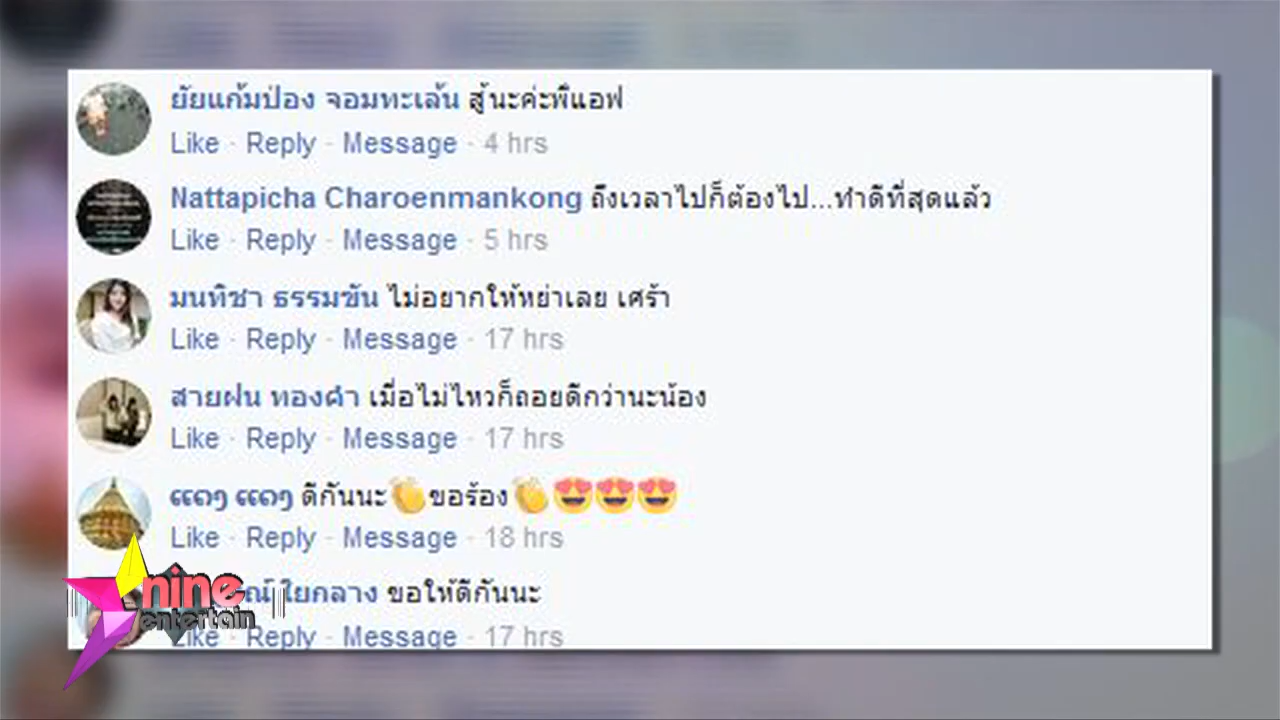 ยัยแก้มป่อง จอมทะเล้น สู้นะค่ะพี่แอฟ
Like · Reply · Message · 4 hrs
Nattapicha Charoenmankong ถึงเวลาไปก็ต้องไป...ทำดีที่สุดแล้ว
Like · Reply · Message · 5 hrs
มนทิชา ธรรมขัน ไม่อยากให้หย่าเลย เศร้า
Like · Reply · Message · 17 hrs
สายฝน ทองคำ เมื่อไม่ไหวก็ถอยดีกว่านะน้อง
Like · Reply · Message · 17 hrs
ແດງ ແດງ ดีกันนะ👏ขอร้อง👏😍😍😍
Like · Reply · Message · 18 hrs
ใยกลาง ขอให้ดีกันนะ
Like · Reply · Message · 17 hrs
nine
entertain